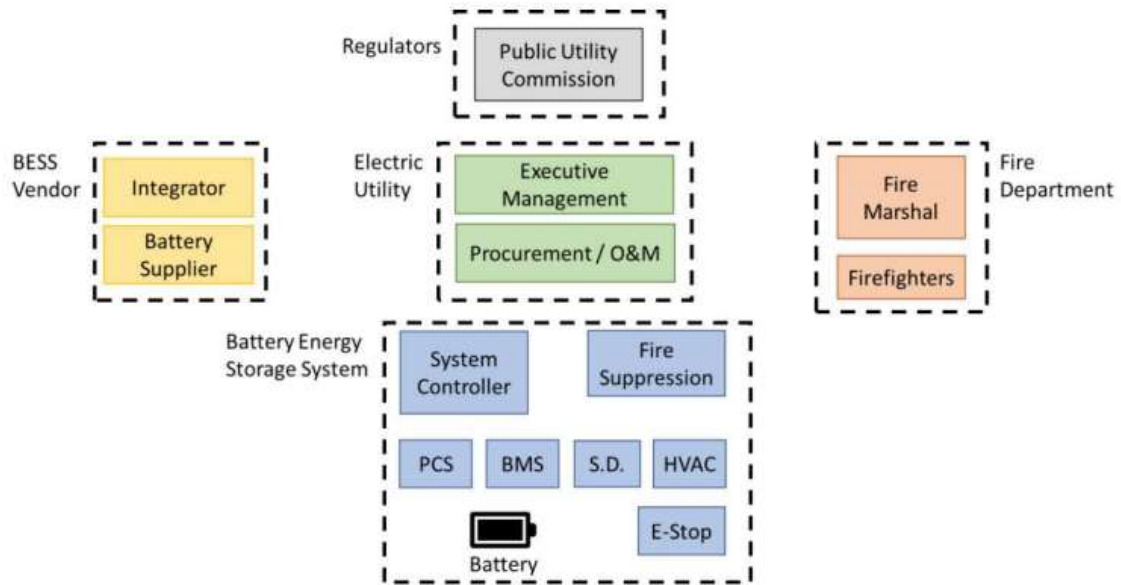 Regulators
Public Utility
Commission
BESS
Vendor
Integrator
Battery
Supplier
Electric
Utility
Executive
Management
Procurement / O&M
Fire
Marshal
Firefighters
Fire
Department
Battery Energy
Storage System
System
Controller
Fire
Suppression
PCS
BMS
S.D.
HVAC
E-Stop
Battery